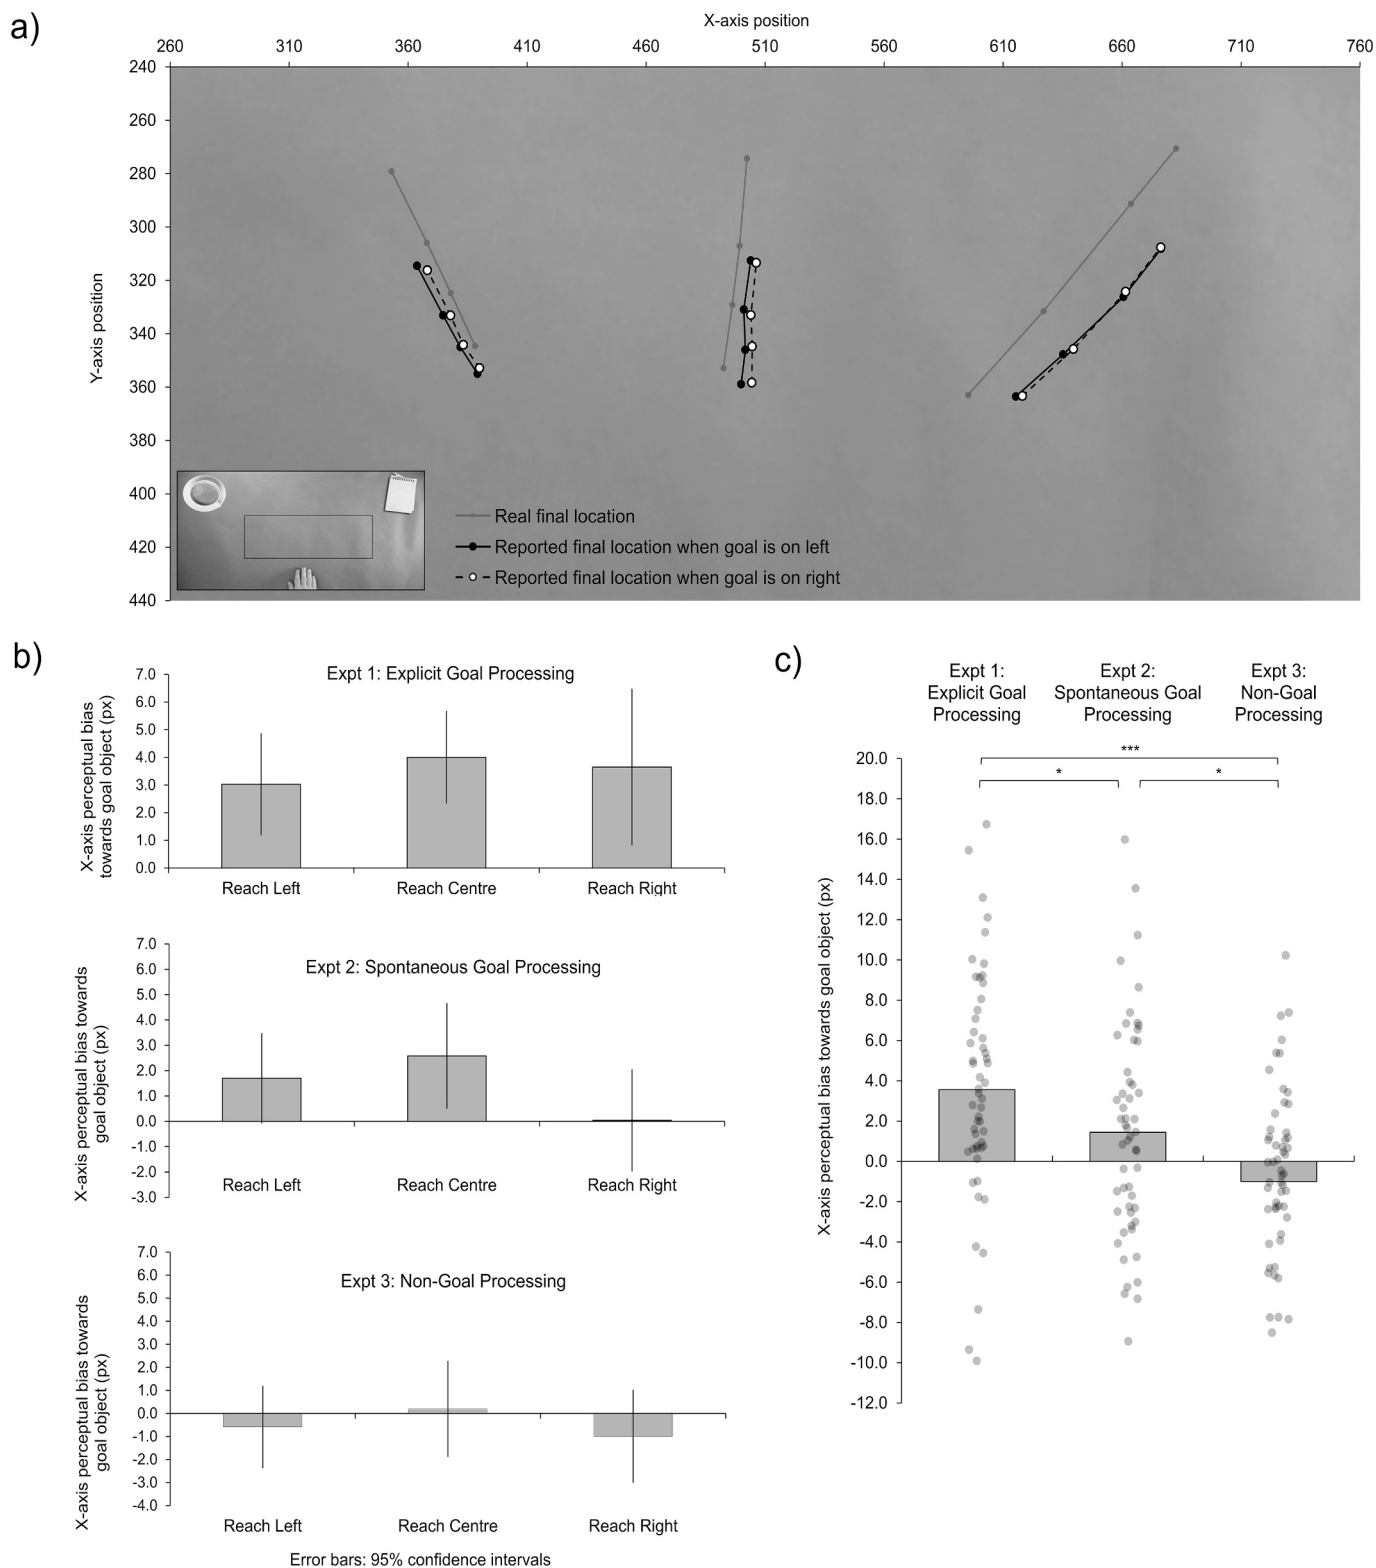 a)
X-axis position
260 310 360 410 460 510 560 610 660 710 760
240
260
280
300
320
340
360
380
400
420
440
Y-axis position
Real final location
Reported final location when goal is on left
Reported final location when goal is on right
b)
Expt 1: Explicit Goal Processing
X-axis perceptual bias
towards goal object (px)
7.0
6.0
5.0
4.0
3.0
2.0
1.0
0.0
Reach Left Reach Centre Reach Right
Expt 2: Spontaneous Goal Processing
X-axis perceptual bias towards
goal object (px)
7.0
6.0
5.0
4.0
3.0
2.0
1.0
0.0
-1.0
-2.0
-3.0
Reach Left Reach Centre Reach Right
Expt 3: Non-Goal Processing
X-axis perceptual bias towards
goal object (px)
7.0
6.0
5.0
4.0
3.0
2.0
1.0
0.0
-1.0
-2.0
-3.0
-4.0
Reach Left Reach Centre Reach Right
Error bars: 95% confidence intervals
c)
Expt 1:
Explicit Goal
Processing
Expt 2:
Spontaneous Goal
Processing
Expt 3:
Non-Goal
Processing
***
* *
X-axis perceptual bias towards goal object (px)
20.0
18.0
16.0
14.0
12.0
10.0
8.0
6.0
4.0
2.0
0.0
-2.0
-4.0
-6.0
-8.0
-10.0
-12.0